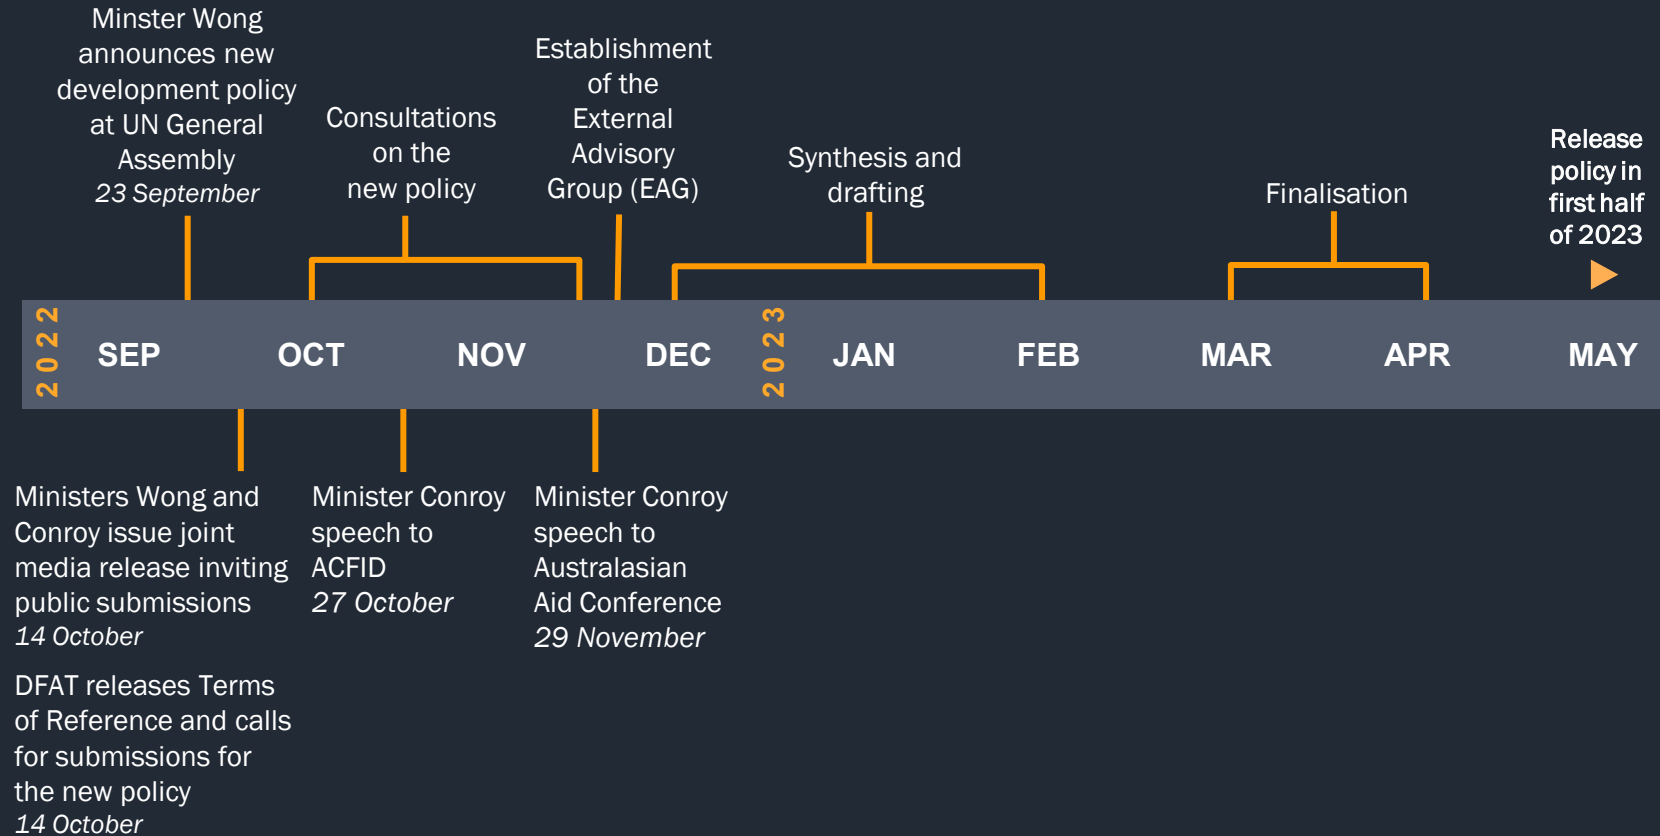 Minster Wong
announces new
development policy
at UN General
Assembly
23 September
Consultations
on the
new policy
Establishment
of the
External
Advisory
Group (EAG)
Synthesis and
drafting
Finalisation
Release
policy in
first half
of 2023
2022
SEP
OCT
NOV
DEC
2023
JAN
FEB
MAR
APR
MAY
Ministers Wong and
Conroy issue joint
media release inviting
public submissions
14 October
DFAT releases Terms
of Reference and calls
for submissions for
the new policy
14 October
Minister Conroy
speech to
ACFID
27 October
Minister Conroy
speech to
Australasian
Aid Conference
29 November